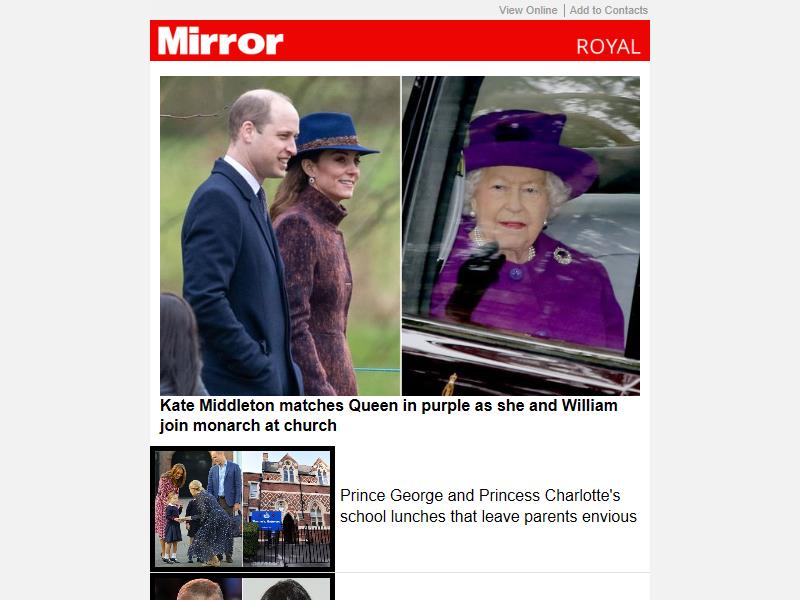 View Online | Add to Contacts
Mirror ROYAL
Kate Middleton matches Queen in purple as she and William
join monarch at church
Prince George and Princess Charlotte's
school lunches that leave parents envious